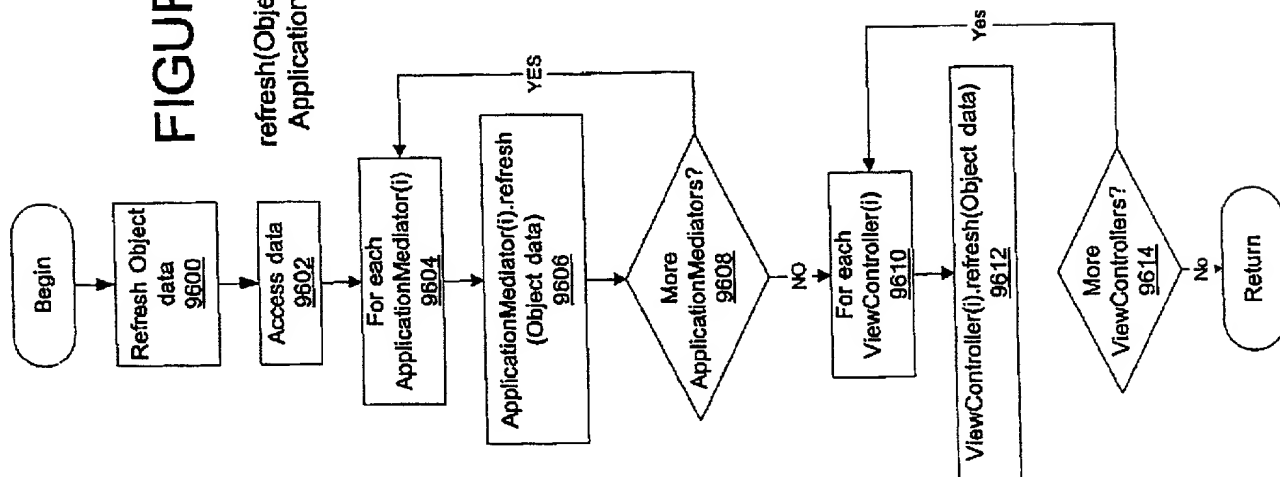 FIGUR
refresh(Obje
Application
Begin
Refresh Object
data
9600
Access data
9602
For each
ApplicationMediator(i)
9604
ApplicationMediator(i).refresh
(Object data)
9606
YES
More
ApplicationMediators?
9608
NO
For each
ViewController(i)
9610
ViewController(i).refresh(Object data)
9612
Yes
More
ViewControllers?
9614
No
Return